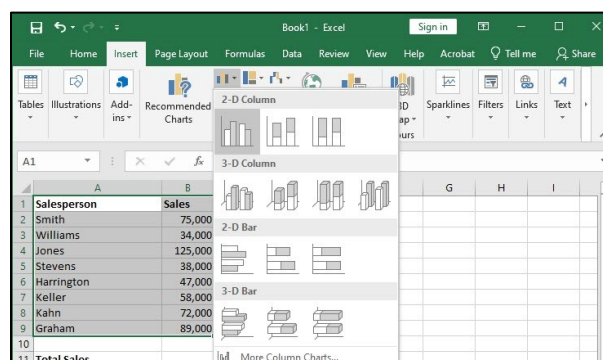 Book1 - Excel
Sign in
File Home Insert Page Layout Formulas Data Review View Help Acrobat Tell me Share
Tables Illustrations Add-ins Recommended Charts Sparklines Filters Links Text
3D
ours
2-D Column
3-D Column
2-D Bar
3-D Bar
More Column Charts...
A1 fx
A B G H I
1 Salesperson Sales
2 Smith 75,000
3 Williams 34,000
4 Jones 125,000
5 Stevens 38,000
6 Harrington 47,000
7 Keller 58,000
8 Kahn 72,000
9 Graham 89,000
10
11 Total Sales